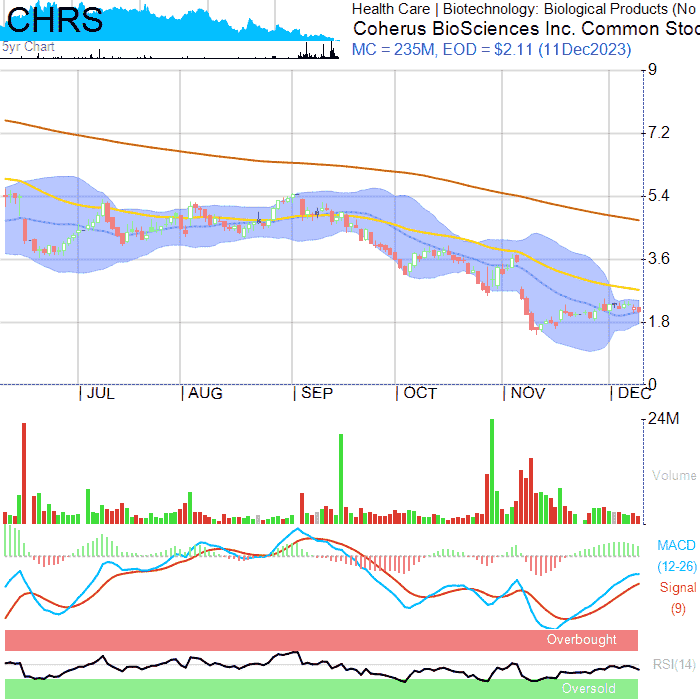 CHRS
5yr Chart
Health Care | Biotechnology: Biological Products (No
Coherus BioSciences Inc. Common Stoc
MC = 235M, EOD = $2.11 (11Dec2023)
9
7.2
5.4
3.6
1.8
0
JUL AUG SEP OCT NOV DEC
24M
Volume
MACD
(12-26)
Signal
(9)
Overbought
RSI(14)
Oversold